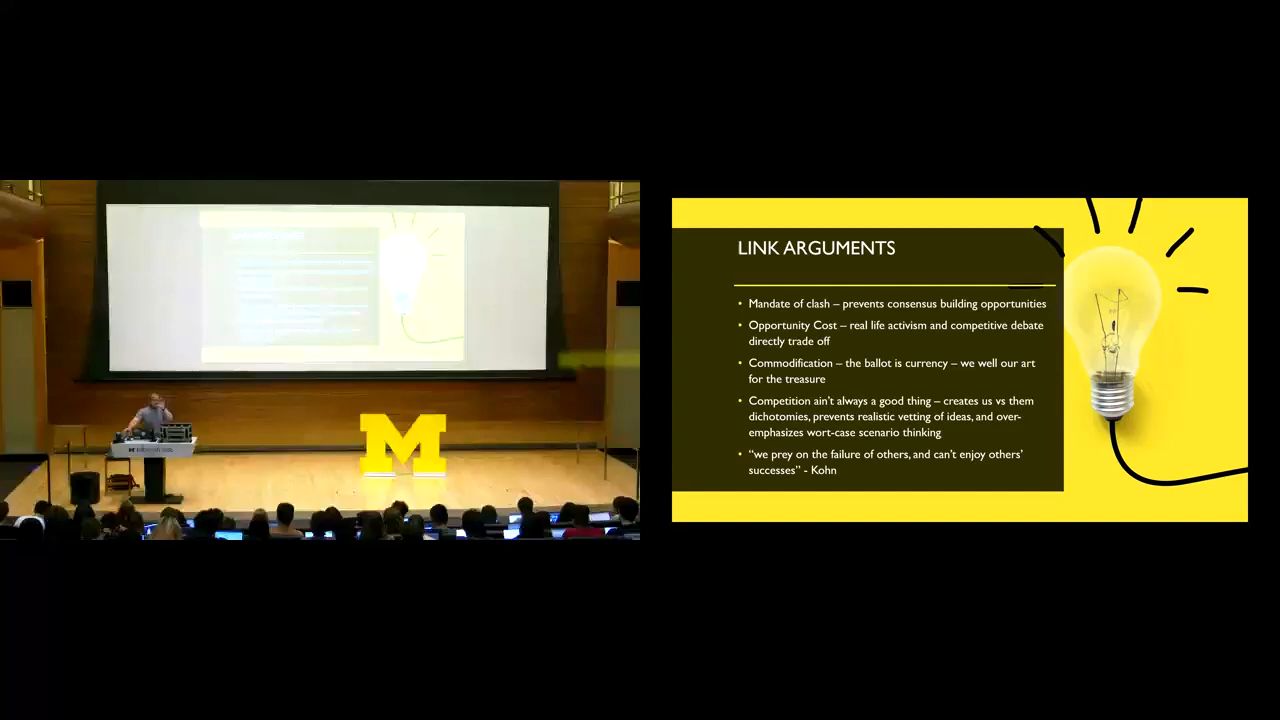 M
LINK ARGUMENTS
• Mandate of clash – prevents consensus building opportunities
• Opportunity Cost – real life activism and competitive debate
directly trade off
• Commodification – the ballot is currency – we well our art
for the treasure
• Competition ain't always a good thing – creates us vs them
dichotomies, prevents realistic vetting of ideas, and over-
emphasizes wort-case scenario thinking
• “we prey on the failure of others, and can't enjoy others'
successes” - Kohn